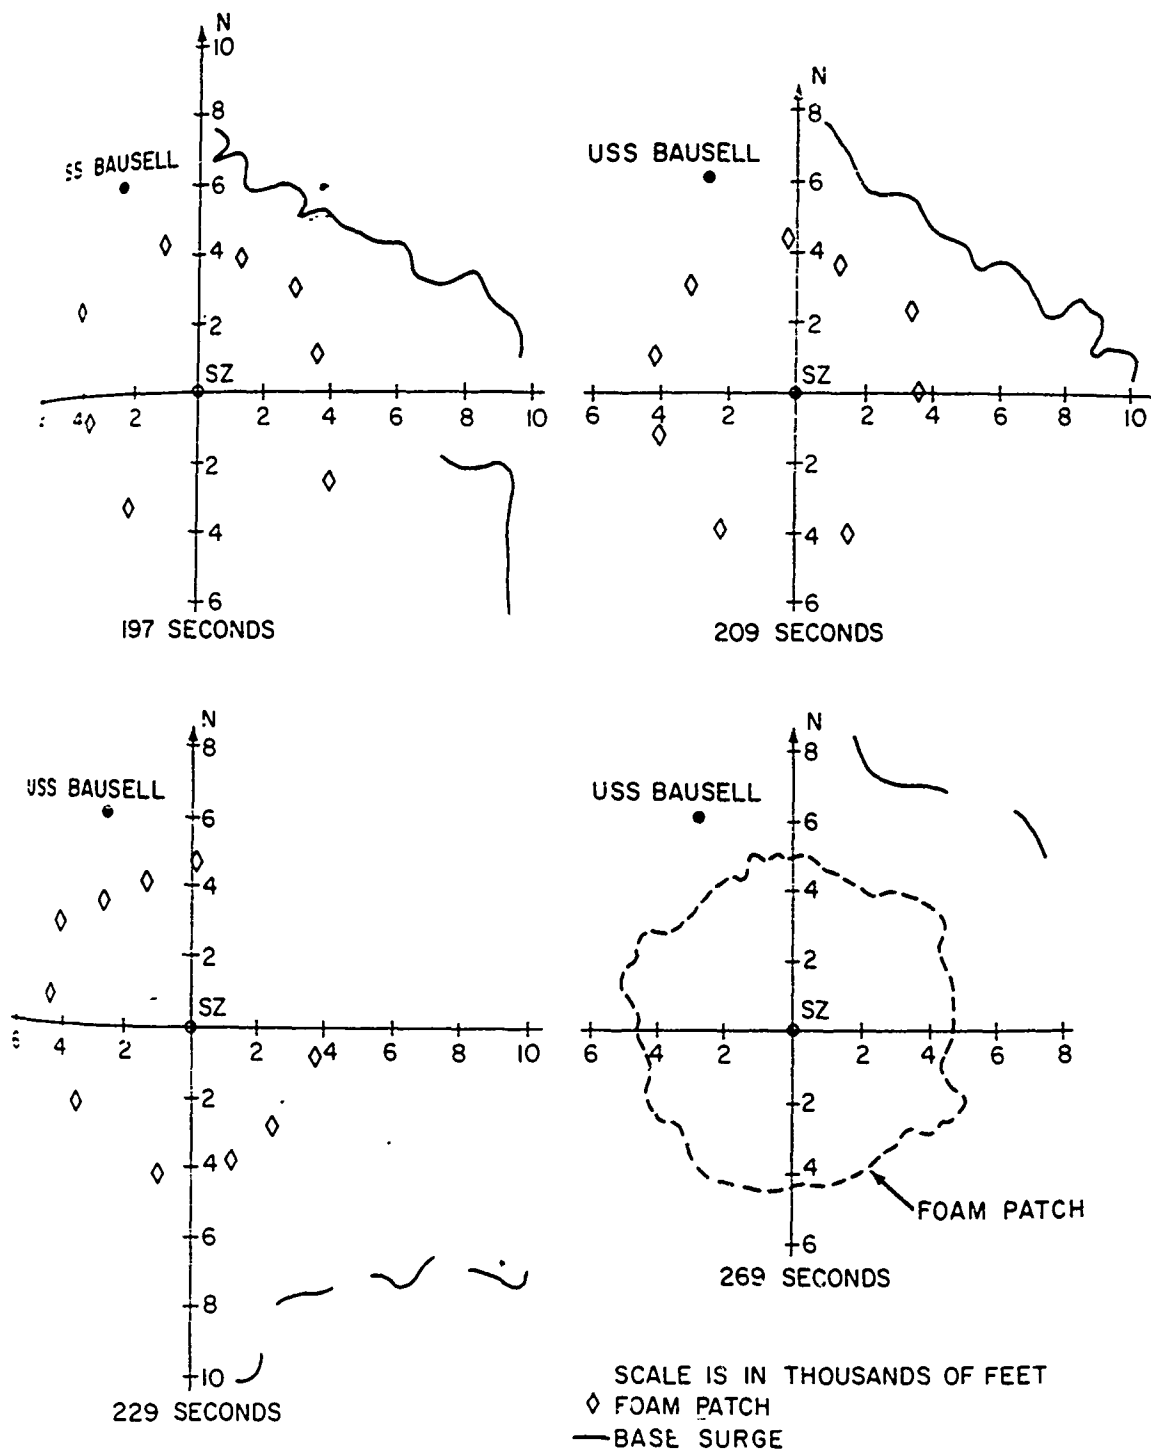 N
10
8
SS BAUSELL
6
4
2
SZ
4 2 2 4 6 8 10
2
4
6
197 SECONDS
N
8
USS BAUSELL
6
4
2
SZ
6 4 2 2 4 6 8 10
2
4
6
209 SECONDS
N
8
USS BAUSELL
6
4
2
SZ
6 4 2 2 4 6 8 10
2
4
6
8
10
229 SECONDS
N
8
USS BAUSELL
6
4
2
SZ
6 4 2 2 4 6 8
2
4
FOAM PATCH
6
269 SECONDS
SCALE IS IN THOUSANDS OF FEET
◊ FOAM PATCH
— BASE SURGE